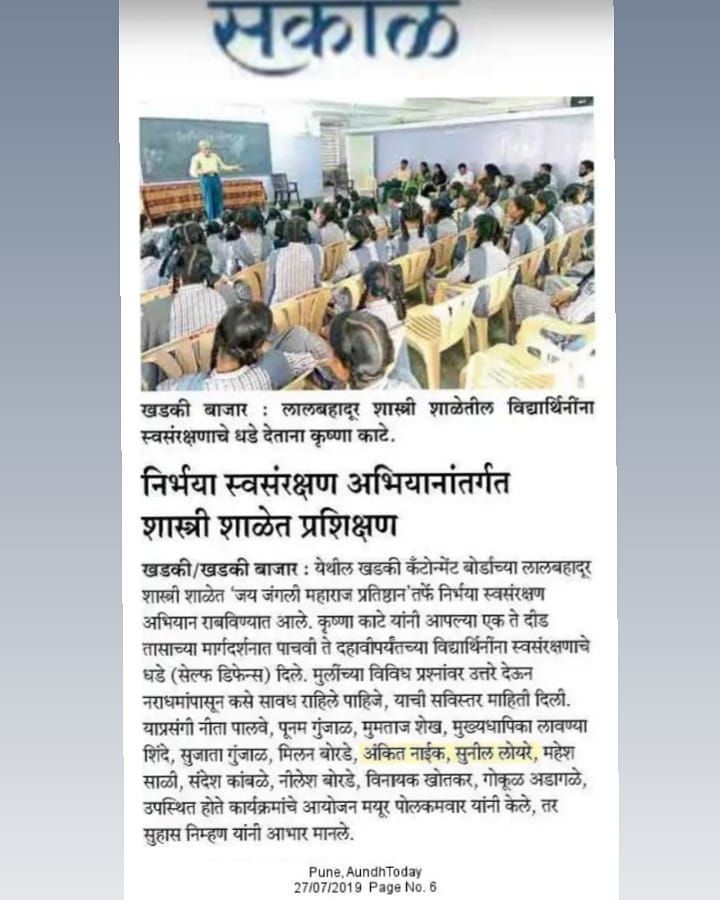 सकाळ
खडकी बाजार : लालबहादूर शास्त्री शाळेतील विद्यार्थिनींना
स्वसंरक्षणाचे धडे देताना कृष्णा काटे.
निर्भया स्वसंरक्षण अभियानांतर्गत
शास्त्री शाळेत प्रशिक्षण
खडकी/खडकी बाजार : येथील खडकी कँटोन्मेंट बोर्डाच्या लालबहादूर
शास्त्री शाळेत 'जय जंगली महाराज प्रतिष्ठान'तर्फे निर्भया स्वसंरक्षण
अभियान राबविण्यात आले. कृष्णा काटे यांनी आपल्या एक ते दीड
तासाच्या मार्गदर्शनात पाचवी ते दहावीपर्यंतच्या विद्यार्थिनींना स्वसंरक्षणाचे
धडे (सेल्फ डिफेन्स) दिले. मुलींच्या विविध प्रश्नांवर उत्तरे देऊन
नराधमांपासून कसे सावध राहिले पाहिजे, याची सविस्तर माहिती दिली.
याप्रसंगी नीता पालवे, पूनम गुंजाळ, मुमताज शेख, मुख्यधापिका लावण्या
शिंदे, सुजाता गुंजाळ, मिलन बोरडे, अंकित नाईक, सुनील लोयरे, महेश
साळी, संदेश कांबळे, नीलेश बोरडे, विनायक खोतकर, गोकूळ अडागळे,
उपस्थित होते कार्यक्रमांचे आयोजन मयूर पोलकमवार यांनी केले, तर
सुहास निम्हण यांनी आभार मानले.
Pune, AundhToday
27/07/2019 Page No. 6